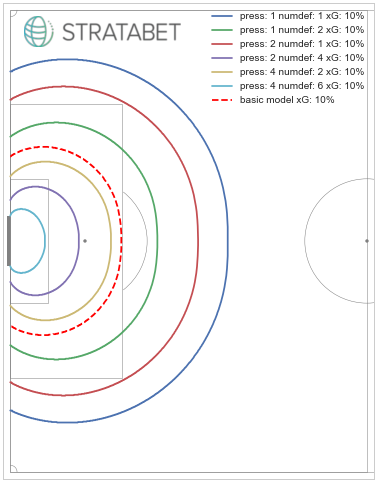 STRATABET
press: 1 numdef: 1 xG: 10%
press: 1 numdef: 2 xG: 10%
press: 2 numdef: 1 xG: 10%
press: 2 numdef: 4 xG: 10%
press: 4 numdef: 2 xG: 10%
press: 4 numdef: 6 xG: 10%
basic model xG: 10%